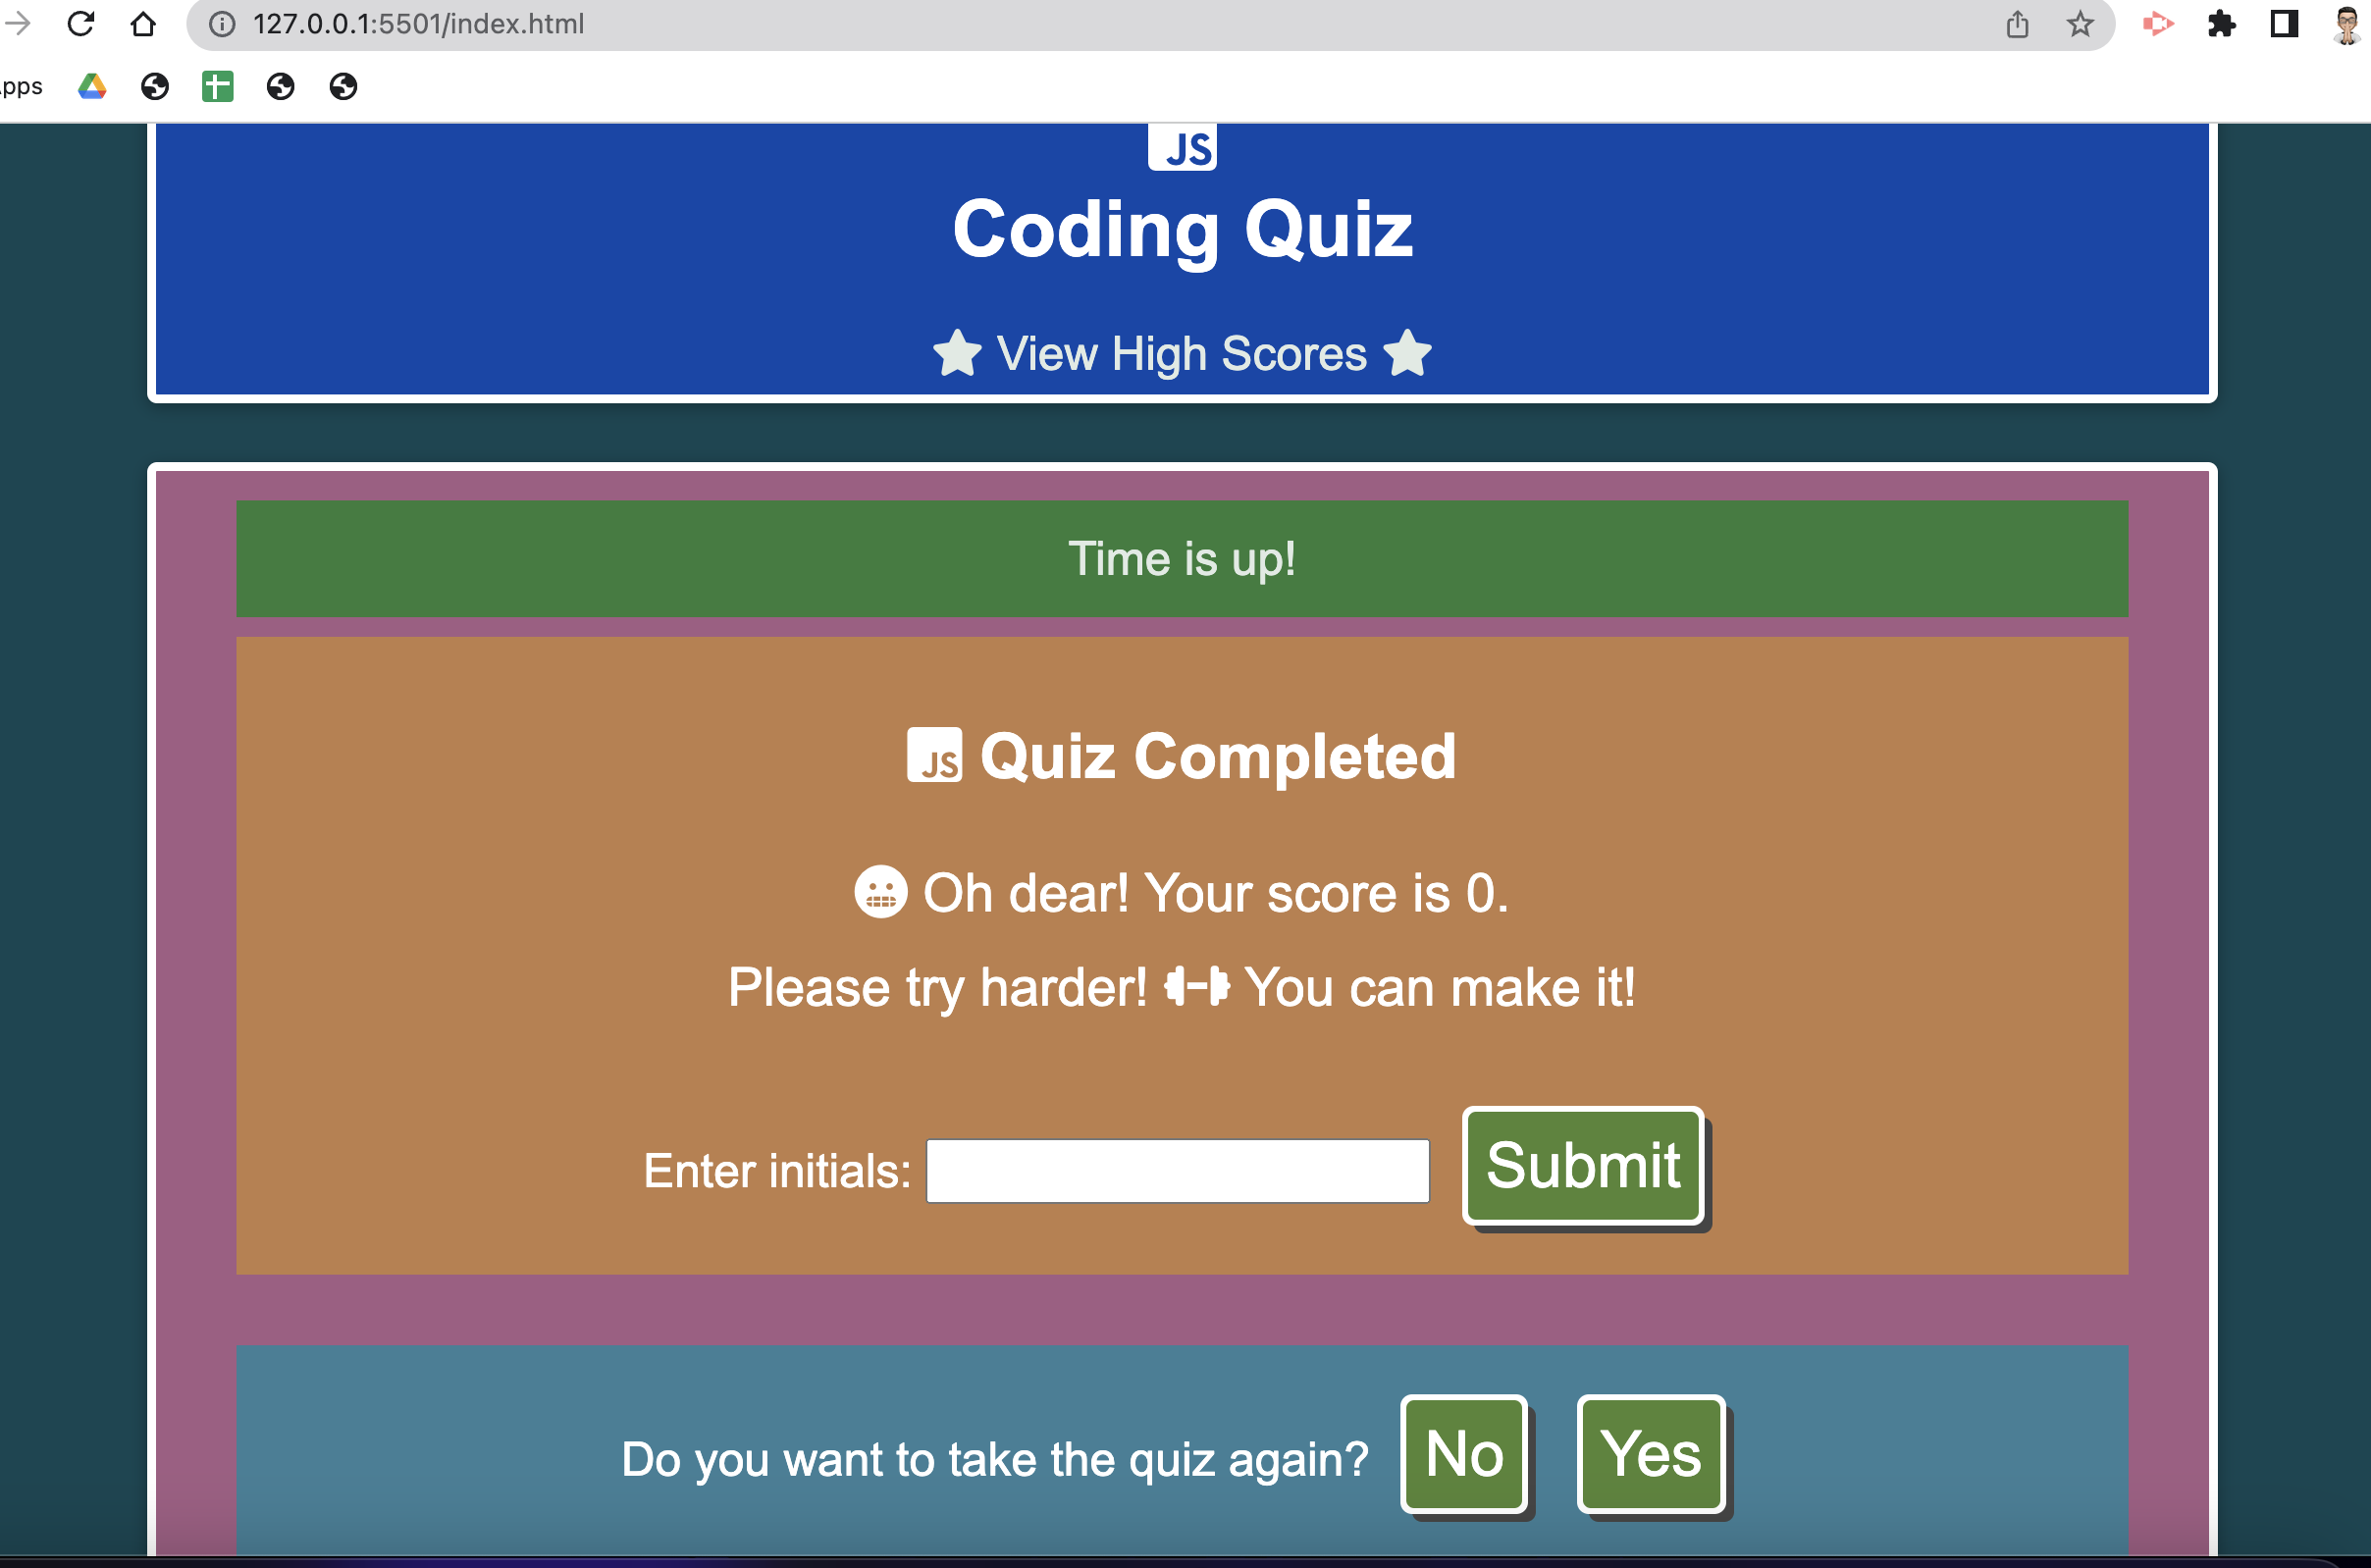 127.0.0.1:5501/index.html
pps
JS
Coding Quiz
View High Scores
Time is up!
JS Quiz Completed
Oh dear! Your score is 0.
Please try harder! You can make it!
Enter initials: Submit
Do you want to take the quiz again? No Yes